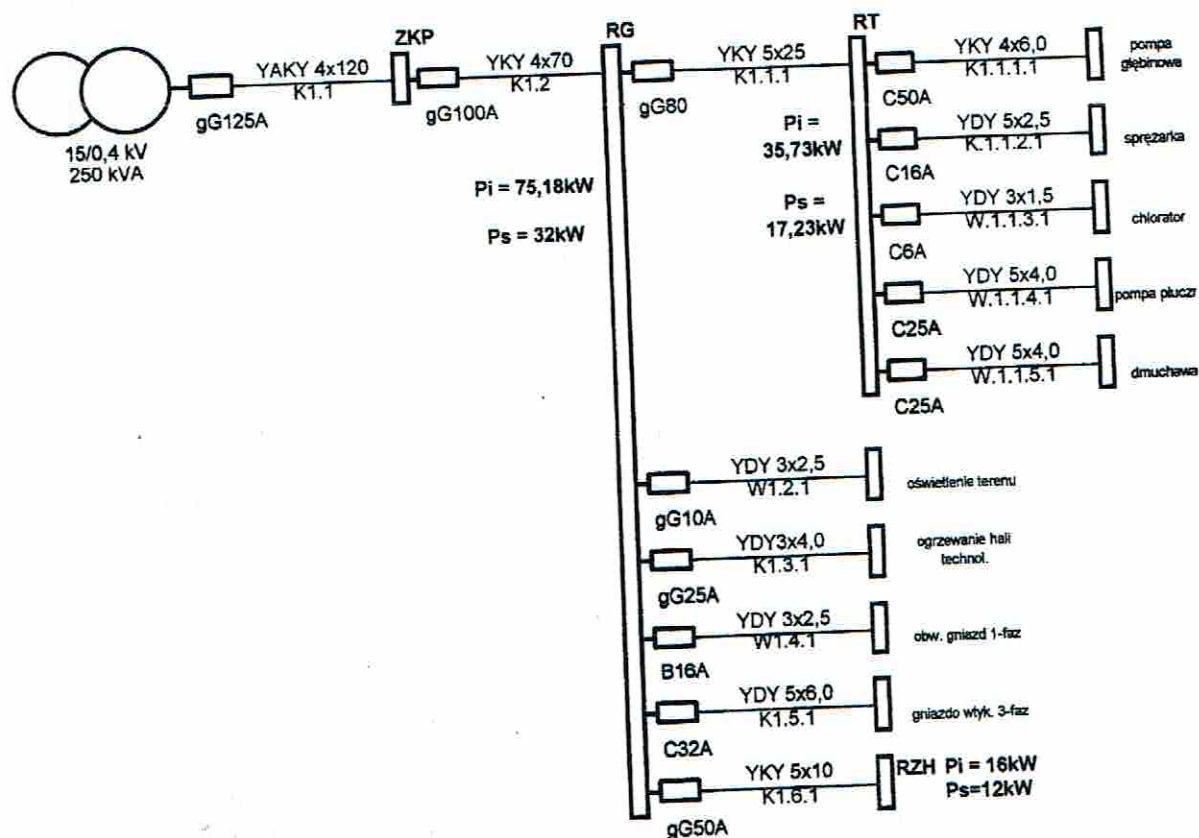 15/0,4 kV
250 kVA
gG125A
YAKY 4x120
K1.1
ZKP
gG100A
YKY 4x70
K1.2
RG
Pi = 75,18kW
Ps = 32kW
gG80
YKY 5x25
K1.1.1
RT
Pi =
35,73kW
Ps =
17,23kW
C50A
YKY 4x6,0
K1.1.1.1
pompa
głębinowa
C16A
YDY 5x2,5
K.1.1.2.1
sprężarka
C6A
YDY 3x1,5
W.1.1.3.1
chlorator
C25A
YDY 5x4,0
W.1.1.4.1
pompa płuczr
C25A
YDY 5x4,0
W.1.1.5.1
dmuchawa
gG10A
YDY 3x2,5
W1.2.1
oświetlenie terenu
gG25A
YDY3x4,0
K1.3.1
ogrzewanie hali
technol.
B16A
YDY 3x2,5
W1.4.1
obw. gniazd 1-faz
C32A
YDY 5x6,0
K1.5.1
gniazdo wtyk. 3-faz
gG50A
YKY 5x10
K1.6.1
RZH Pi = 16kW
Ps=12kW